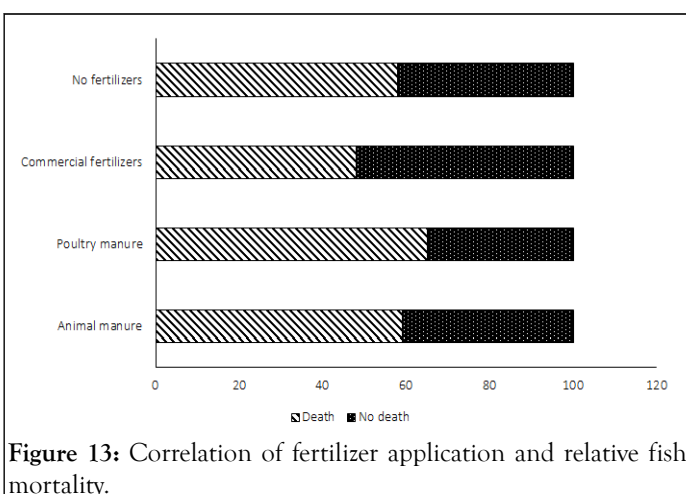 No fertilizers
Commercial fertilizers
Poultry manure
Animal manure
0 20 40 60 80 100 120
Death No death
Figure 13: Correlation of fertilizer application and relative fish
mortality.